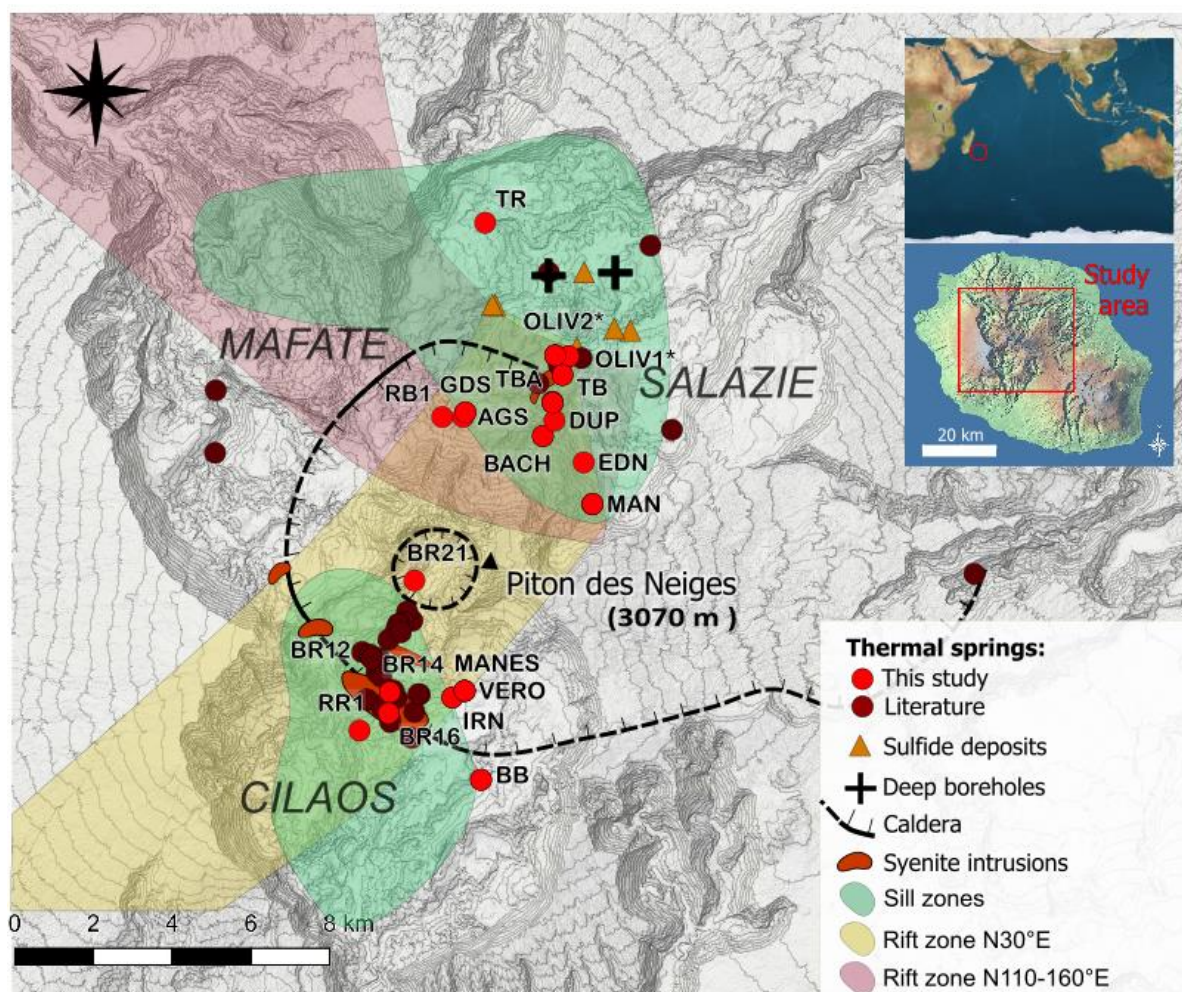 TR
OLIV2*
MAFATE
OLIV1*
SALAZIE
GDS
TBA
TB
RB1
AGS
DUP
BACH
EDN
MAN
BR21
Piton des Neiges
(3070 m )
BR12
BR14
MANES
VERO
RR1
IRN
BR16
BB
CILAOS
0 2 4 6 8 km
Study
area
20 km
Thermal springs:
This study
Literature
Sulfide deposits
Deep boreholes
Caldera
Syenite intrusions
Sill zones
Rift zone N30°E
Rift zone N110-160°E